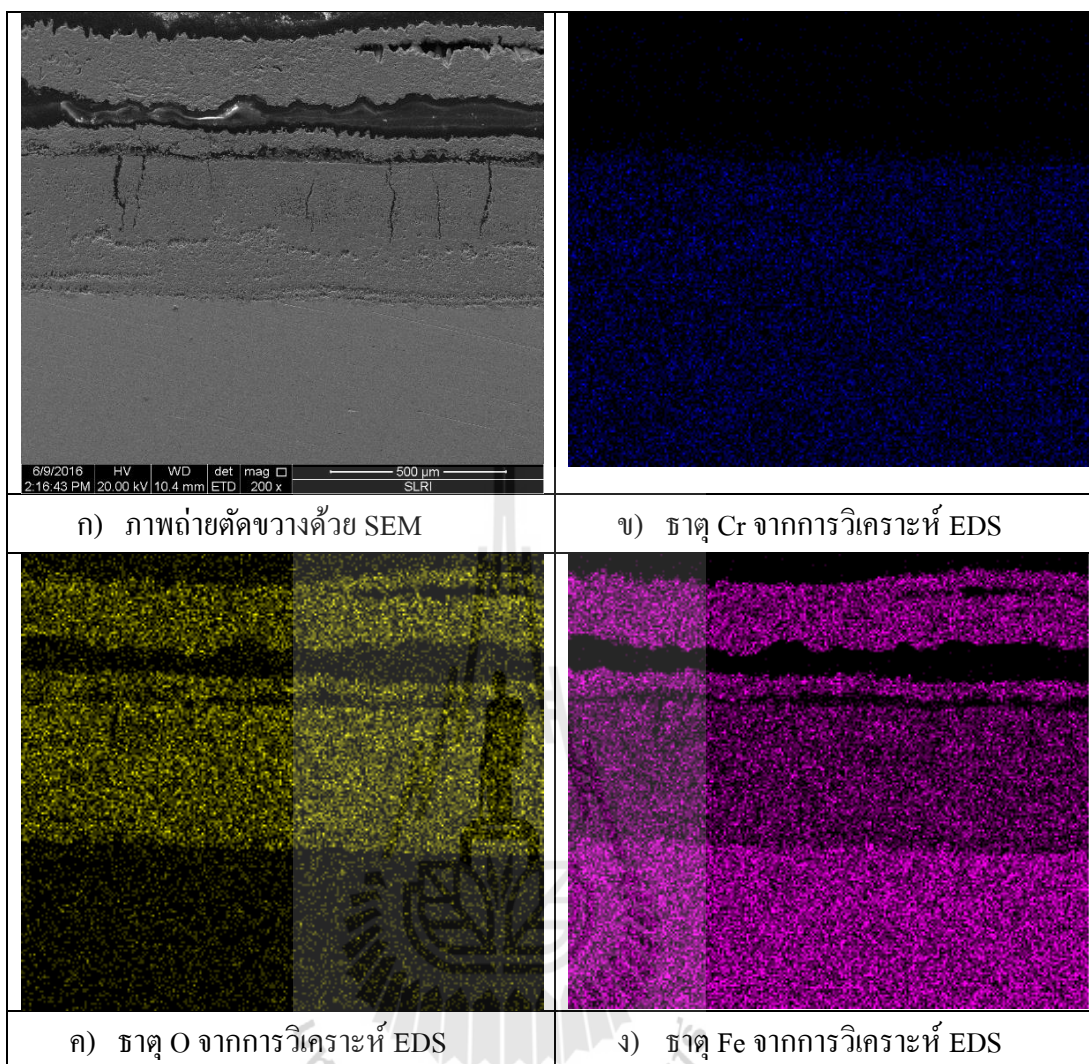 6/9/2016 HV WD det mag □ 500 µm
2:16:43 PM 20.00 kV 10.4 mm ETD 200 x SLRI
ก) ภาพถ่ายตัดขวางด้วย SEM
ข) ธาตุ Cr จากการวิเคราะห์ EDS
ค) ธาตุ O จากการวิเคราะห์ EDS
ง) ธาตุ Fe จากการวิเคราะห์ EDS